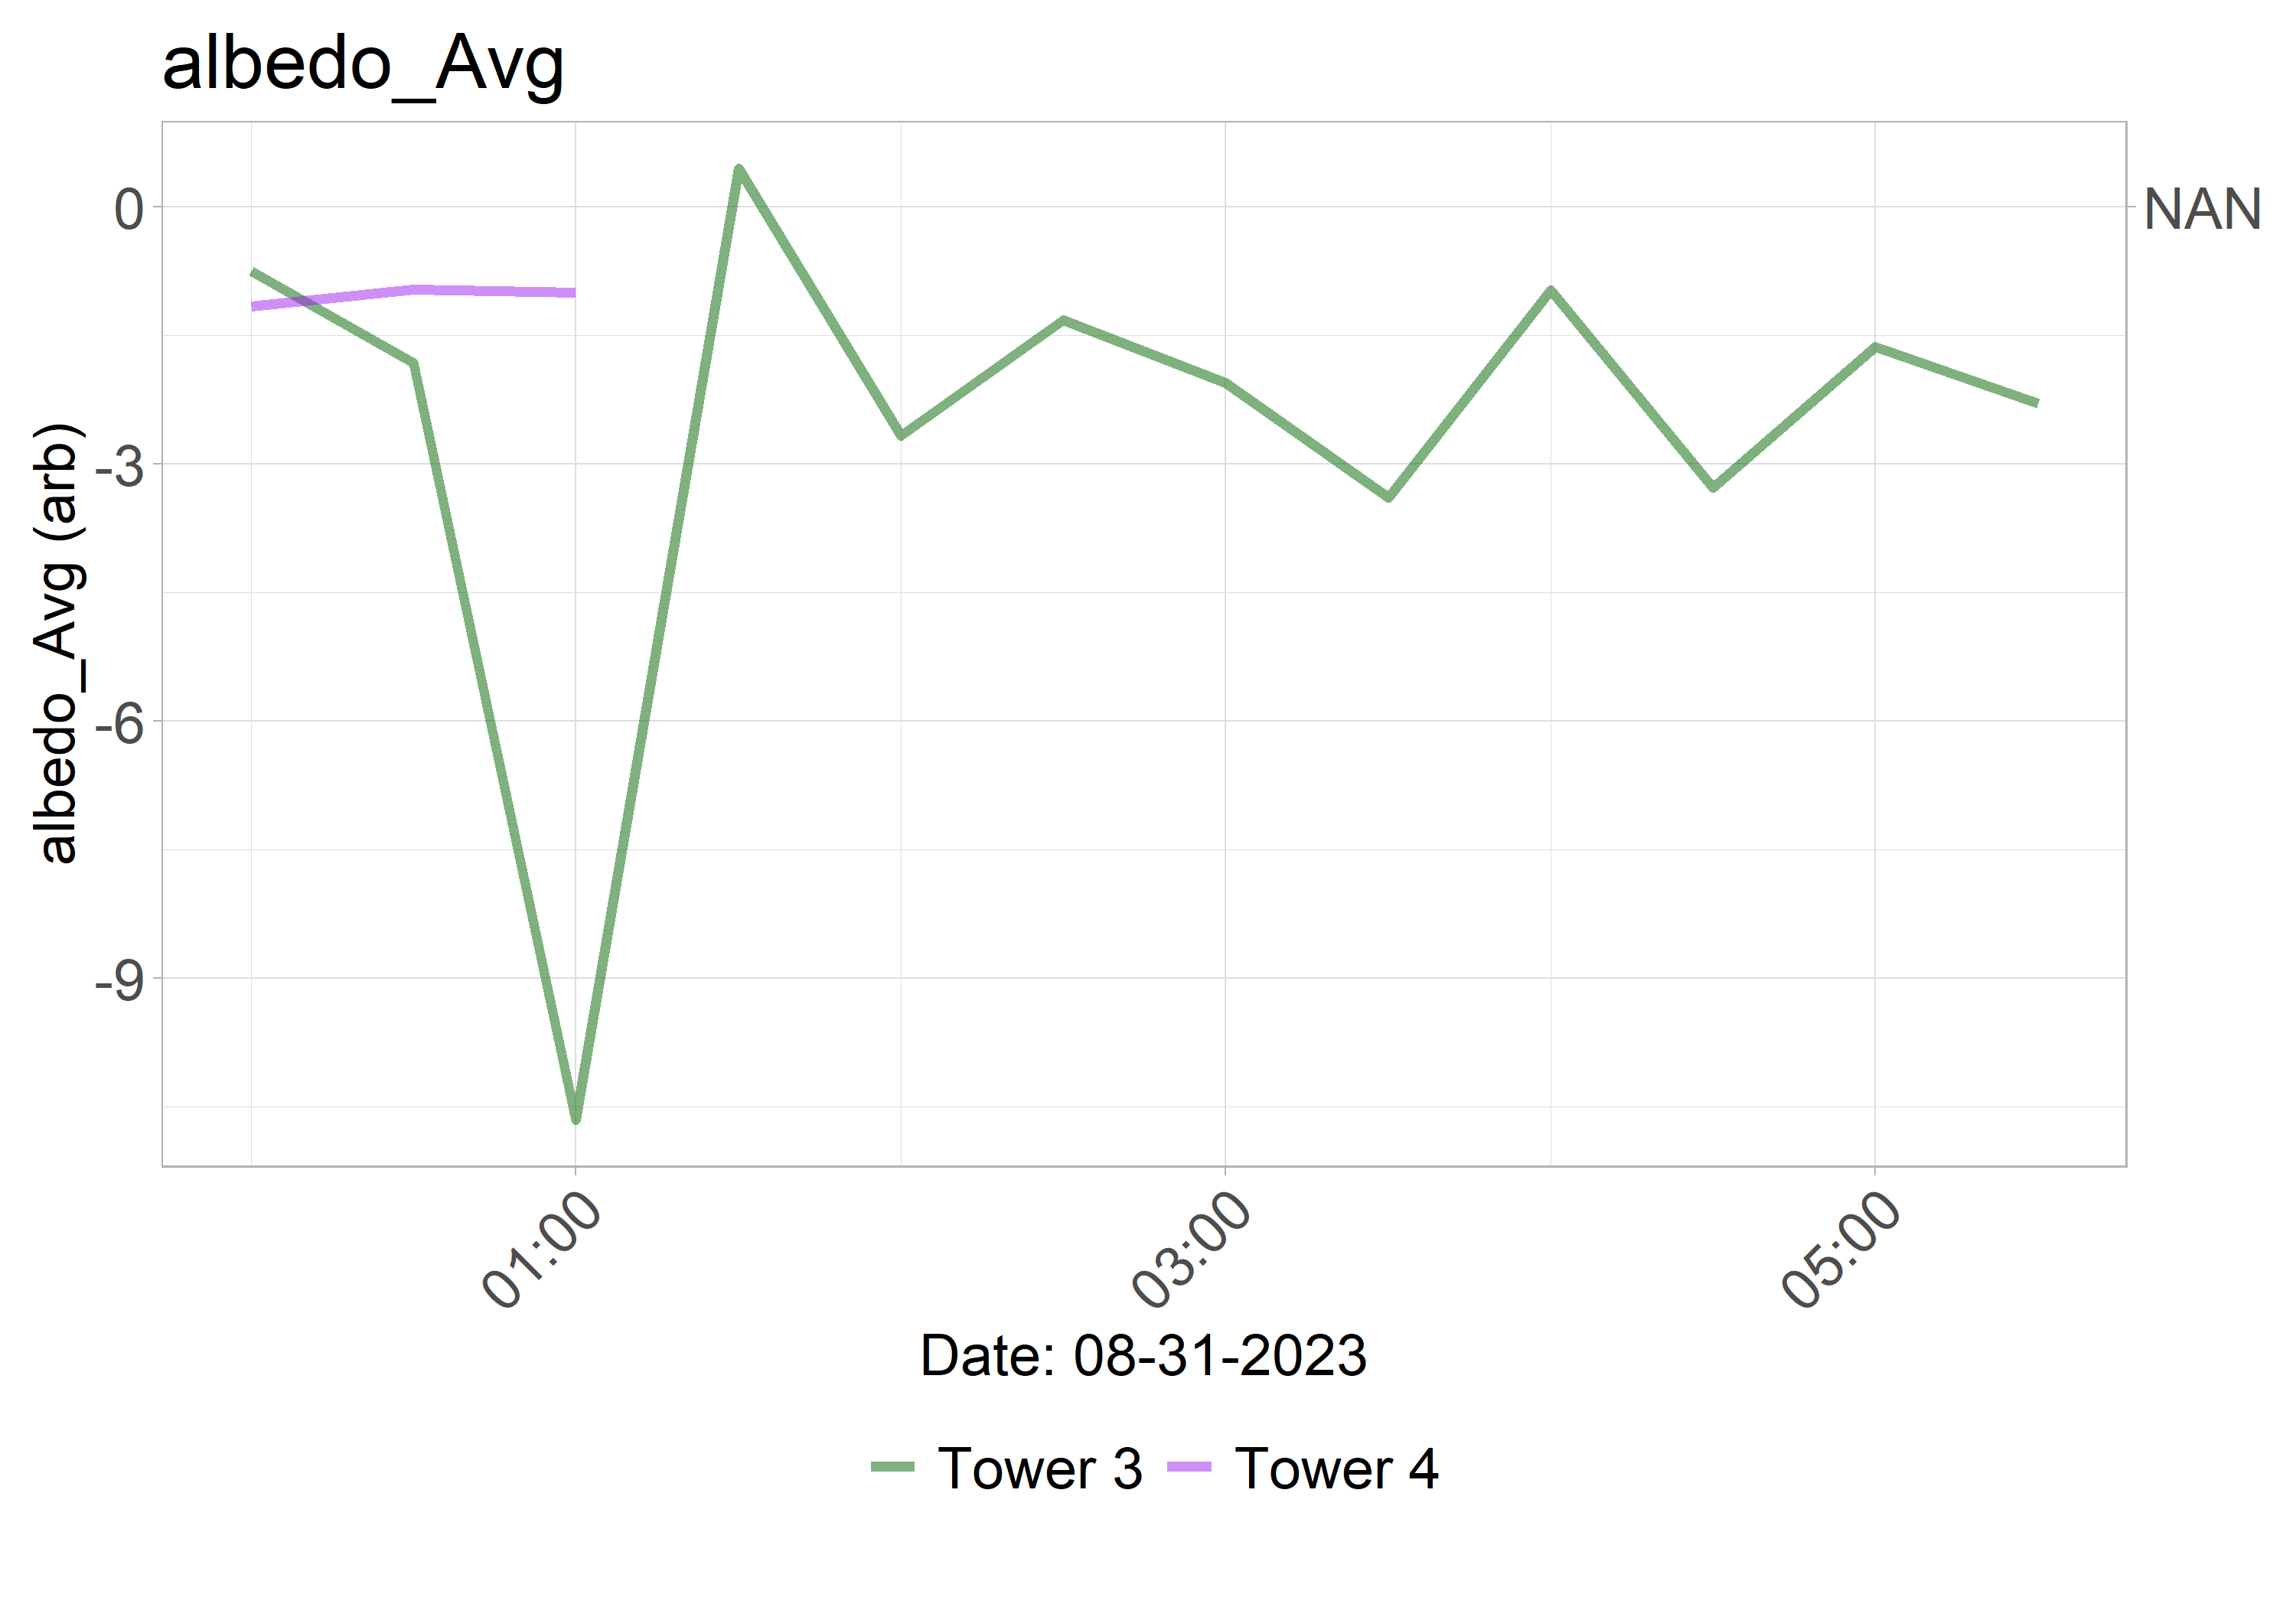 albedo_Avg
albedo_Avg (arb)
0
-3
-6
-9
NAN
01:00
03:00
05:00
Date: 08-31-2023
Tower 3
Tower 4